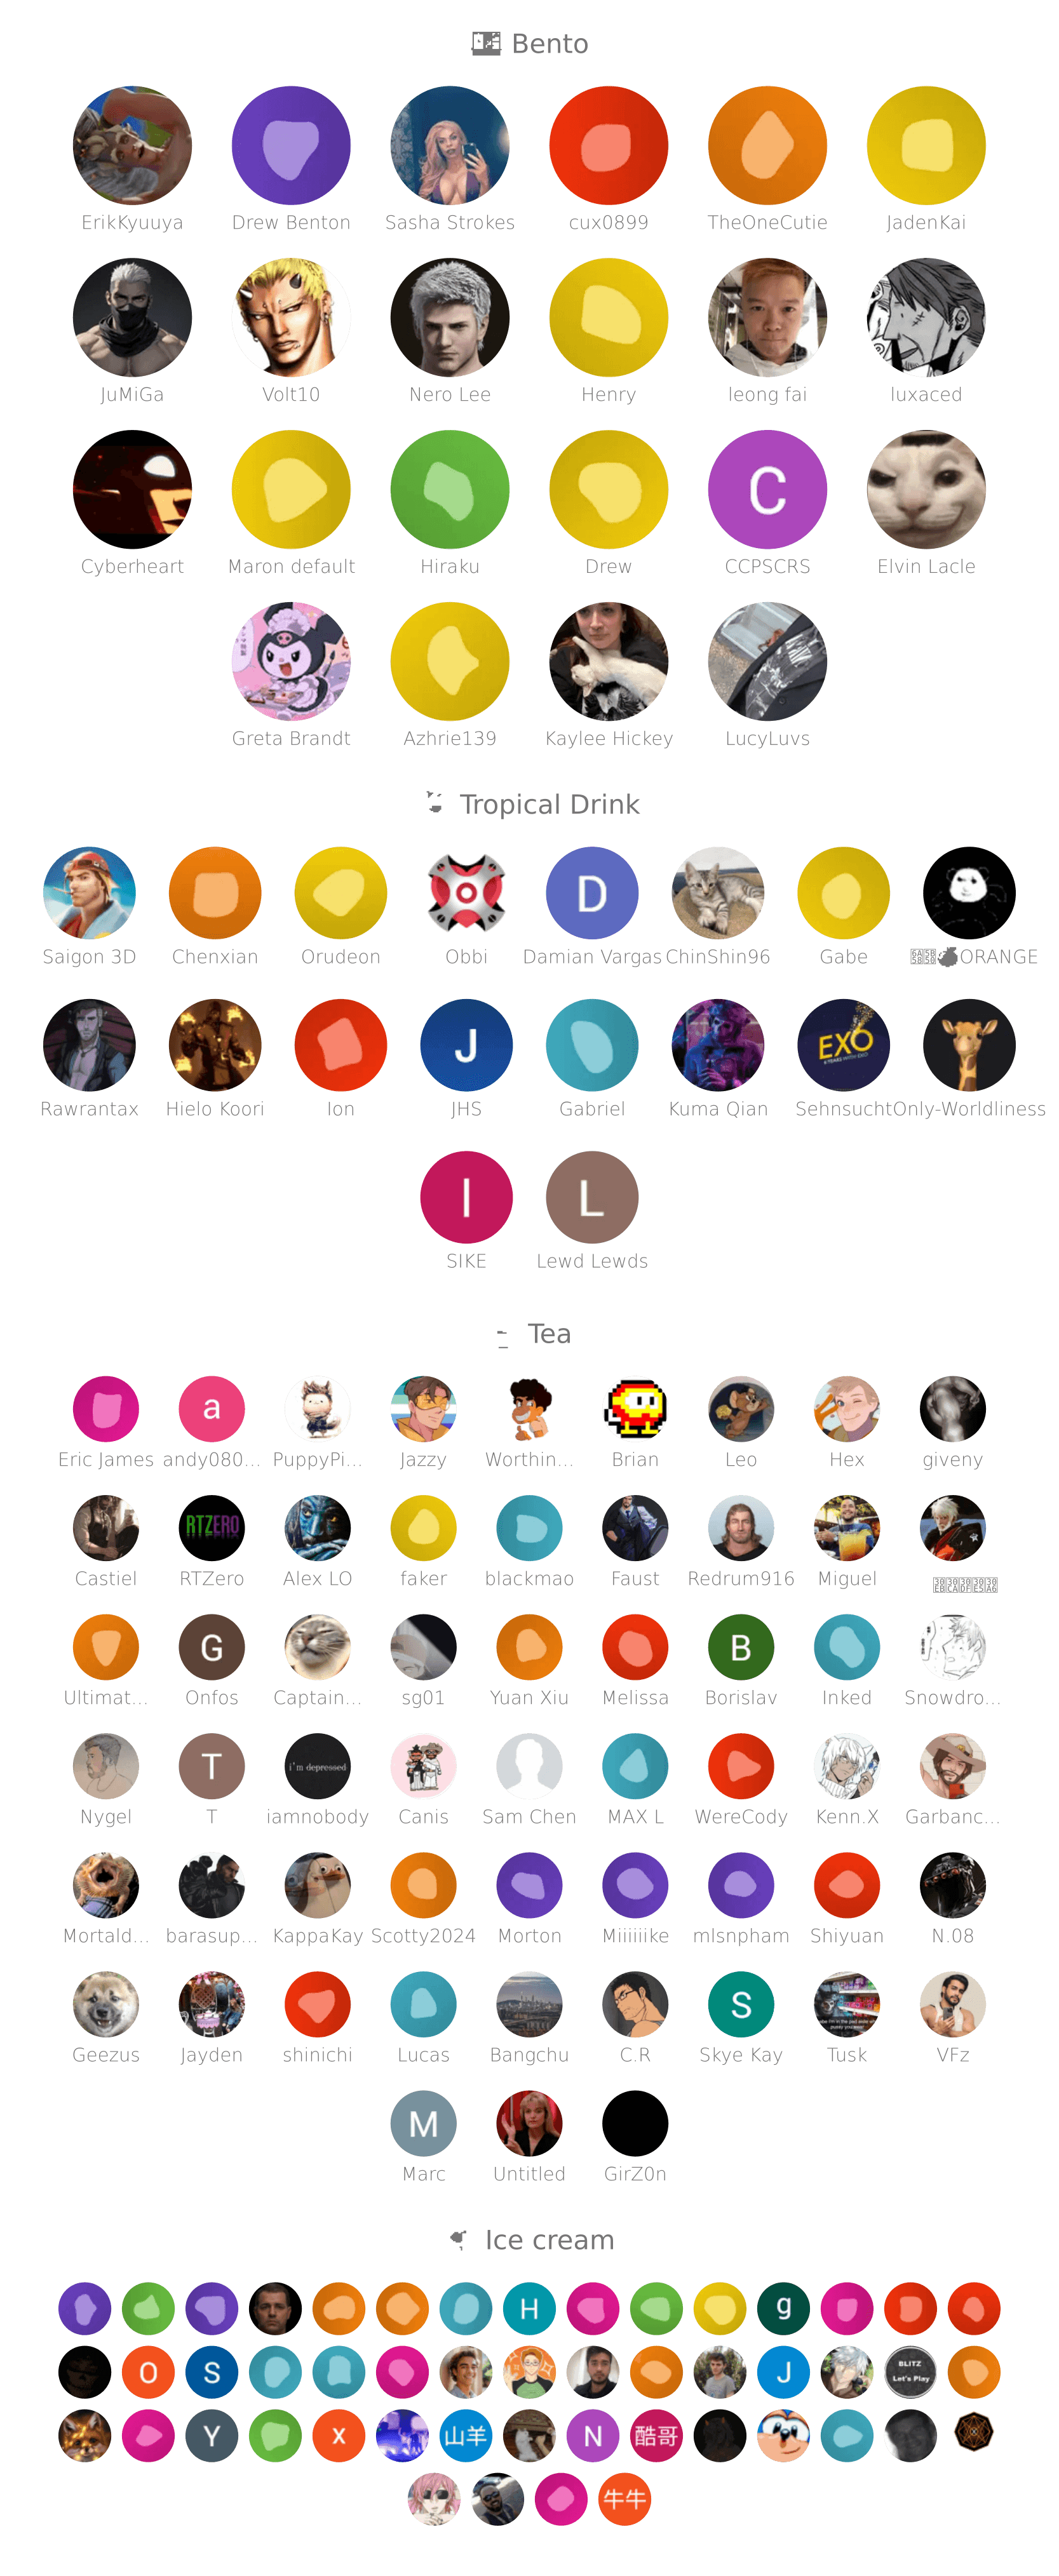 Bento
ErikKyuuya Drew Benton Sasha Strokes cux0899 TheOneCutie JadenKai
JuMiGa Volt10 Nero Lee Henry leong fai luxaced
C
Cyberheart Maron default Hiraku Drew CCPSCRS Elvin Lacle
Greta Brandt Azhrie139 Kaylee Hickey LucyLuvs
Tropical Drink
D
Saigon 3D Chenxian Orudeon Obbi Damian Vargas ChinShin96 Gabe ORANGE
J EXO
Rawrantax Hielo Koori Ion JHS Gabriel Kuma Qian Sehnsucht Only-Worldliness
I L
SIKE Lewd Lewds
Tea
a
Eric James andy080... PuppyPi... Jazzy Worthin... Brian Leo Hex giveny
RTZERO
Castiel RTZero Alex LO faker blackmao Faust Redrum916 Miguel
G B
Ultimat... Onfos Captain... sg01 Yuan Xiu Melissa Borislav Inked Snowdro...
T i'm depressed
Nygel T iamnobody Canis Sam Chen MAX L WereCody Kenn.X Garbanc...
Mortald... barasup... KappaKay Scotty2024 Morton Miiiiiike mlsnpham Shiyuan N.08
S
Geezus Jayden shinichi Lucas Bangchu C.R Skye Kay Tusk VFz
M
Marc Untitled GirZ0n
Ice cream
H g
O S J BLITZ
Let's Play
Y x 山羊 N 酷哥
牛牛